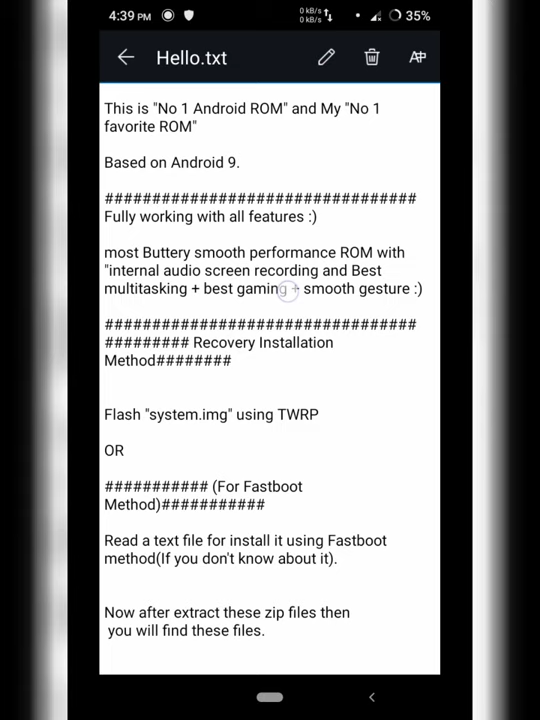 4:39 PM
0 kB/s
0 kB/s
35%
Hello.txt
This is "No 1 Android ROM" and My "No 1
favorite ROM"
Based on Android 9.
#################################
Fully working with all features :)
most Buttery smooth performance ROM with
"internal audio screen recording and Best
multitasking + best gaming + smooth gesture :)
#################################
######### Recovery Installation
Method########
Flash "system.img" using TWRP
OR
########### (For Fastboot
Method)###########
Read a text file for install it using Fastboot
method(If you don't know about it).
Now after extract these zip files then
you will find these files.